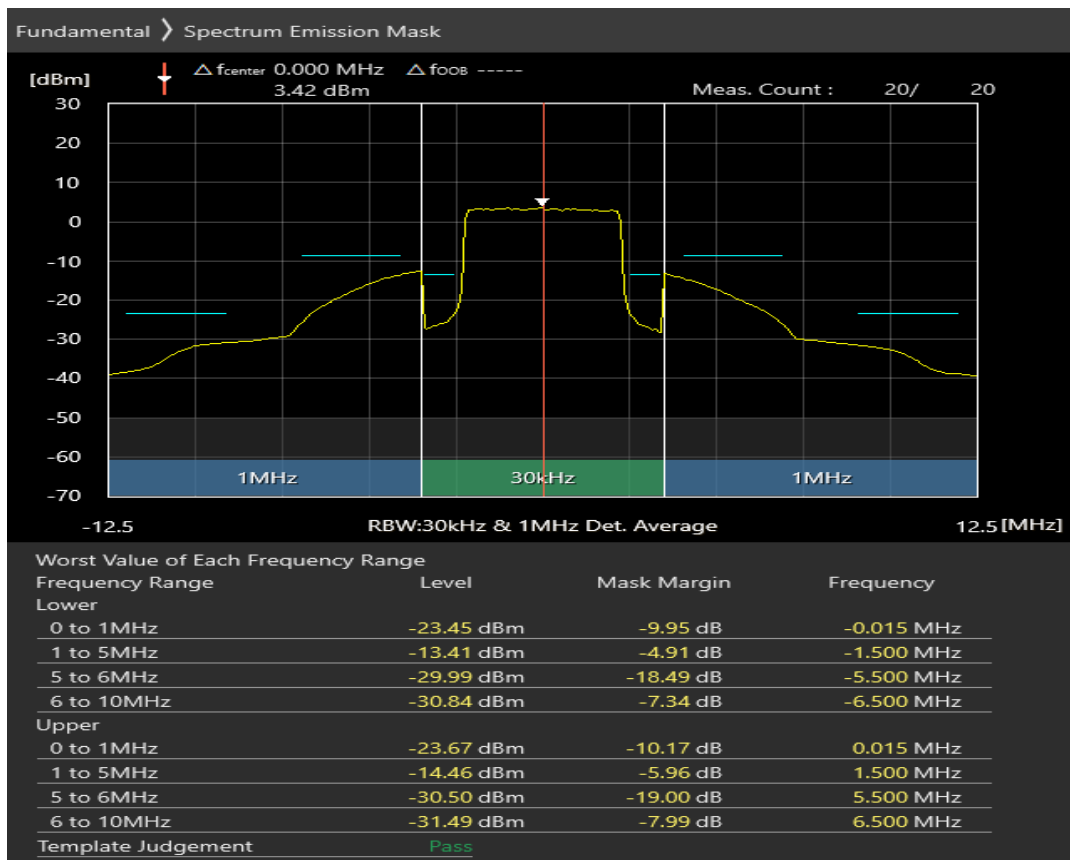 Fundamental 〉 Spectrum Emission Mask
[dBm] △ fcenter 0.000 MHz △ fOOB -----
3.42 dBm Meas. Count : 20/ 20
30
20
10
0
-10
-20
-30
-40
-50
-60
-70
1MHz 30kHz 1MHz
-12.5 RBW:30kHz & 1MHz Det. Average 12.5 [MHz]
Worst Value of Each Frequency Range
Frequency Range Level Mask Margin Frequency
Lower
0 to 1MHz -23.45 dBm -9.95 dB -0.015 MHz
1 to 5MHz -13.41 dBm -4.91 dB -1.500 MHz
5 to 6MHz -29.99 dBm -18.49 dB -5.500 MHz
6 to 10MHz -30.84 dBm -7.34 dB -6.500 MHz
Upper
0 to 1MHz -23.67 dBm -10.17 dB 0.015 MHz
1 to 5MHz -14.46 dBm -5.96 dB 1.500 MHz
5 to 6MHz -30.50 dBm -19.00 dB 5.500 MHz
6 to 10MHz -31.49 dBm -7.99 dB 6.500 MHz
Template Judgement Pass